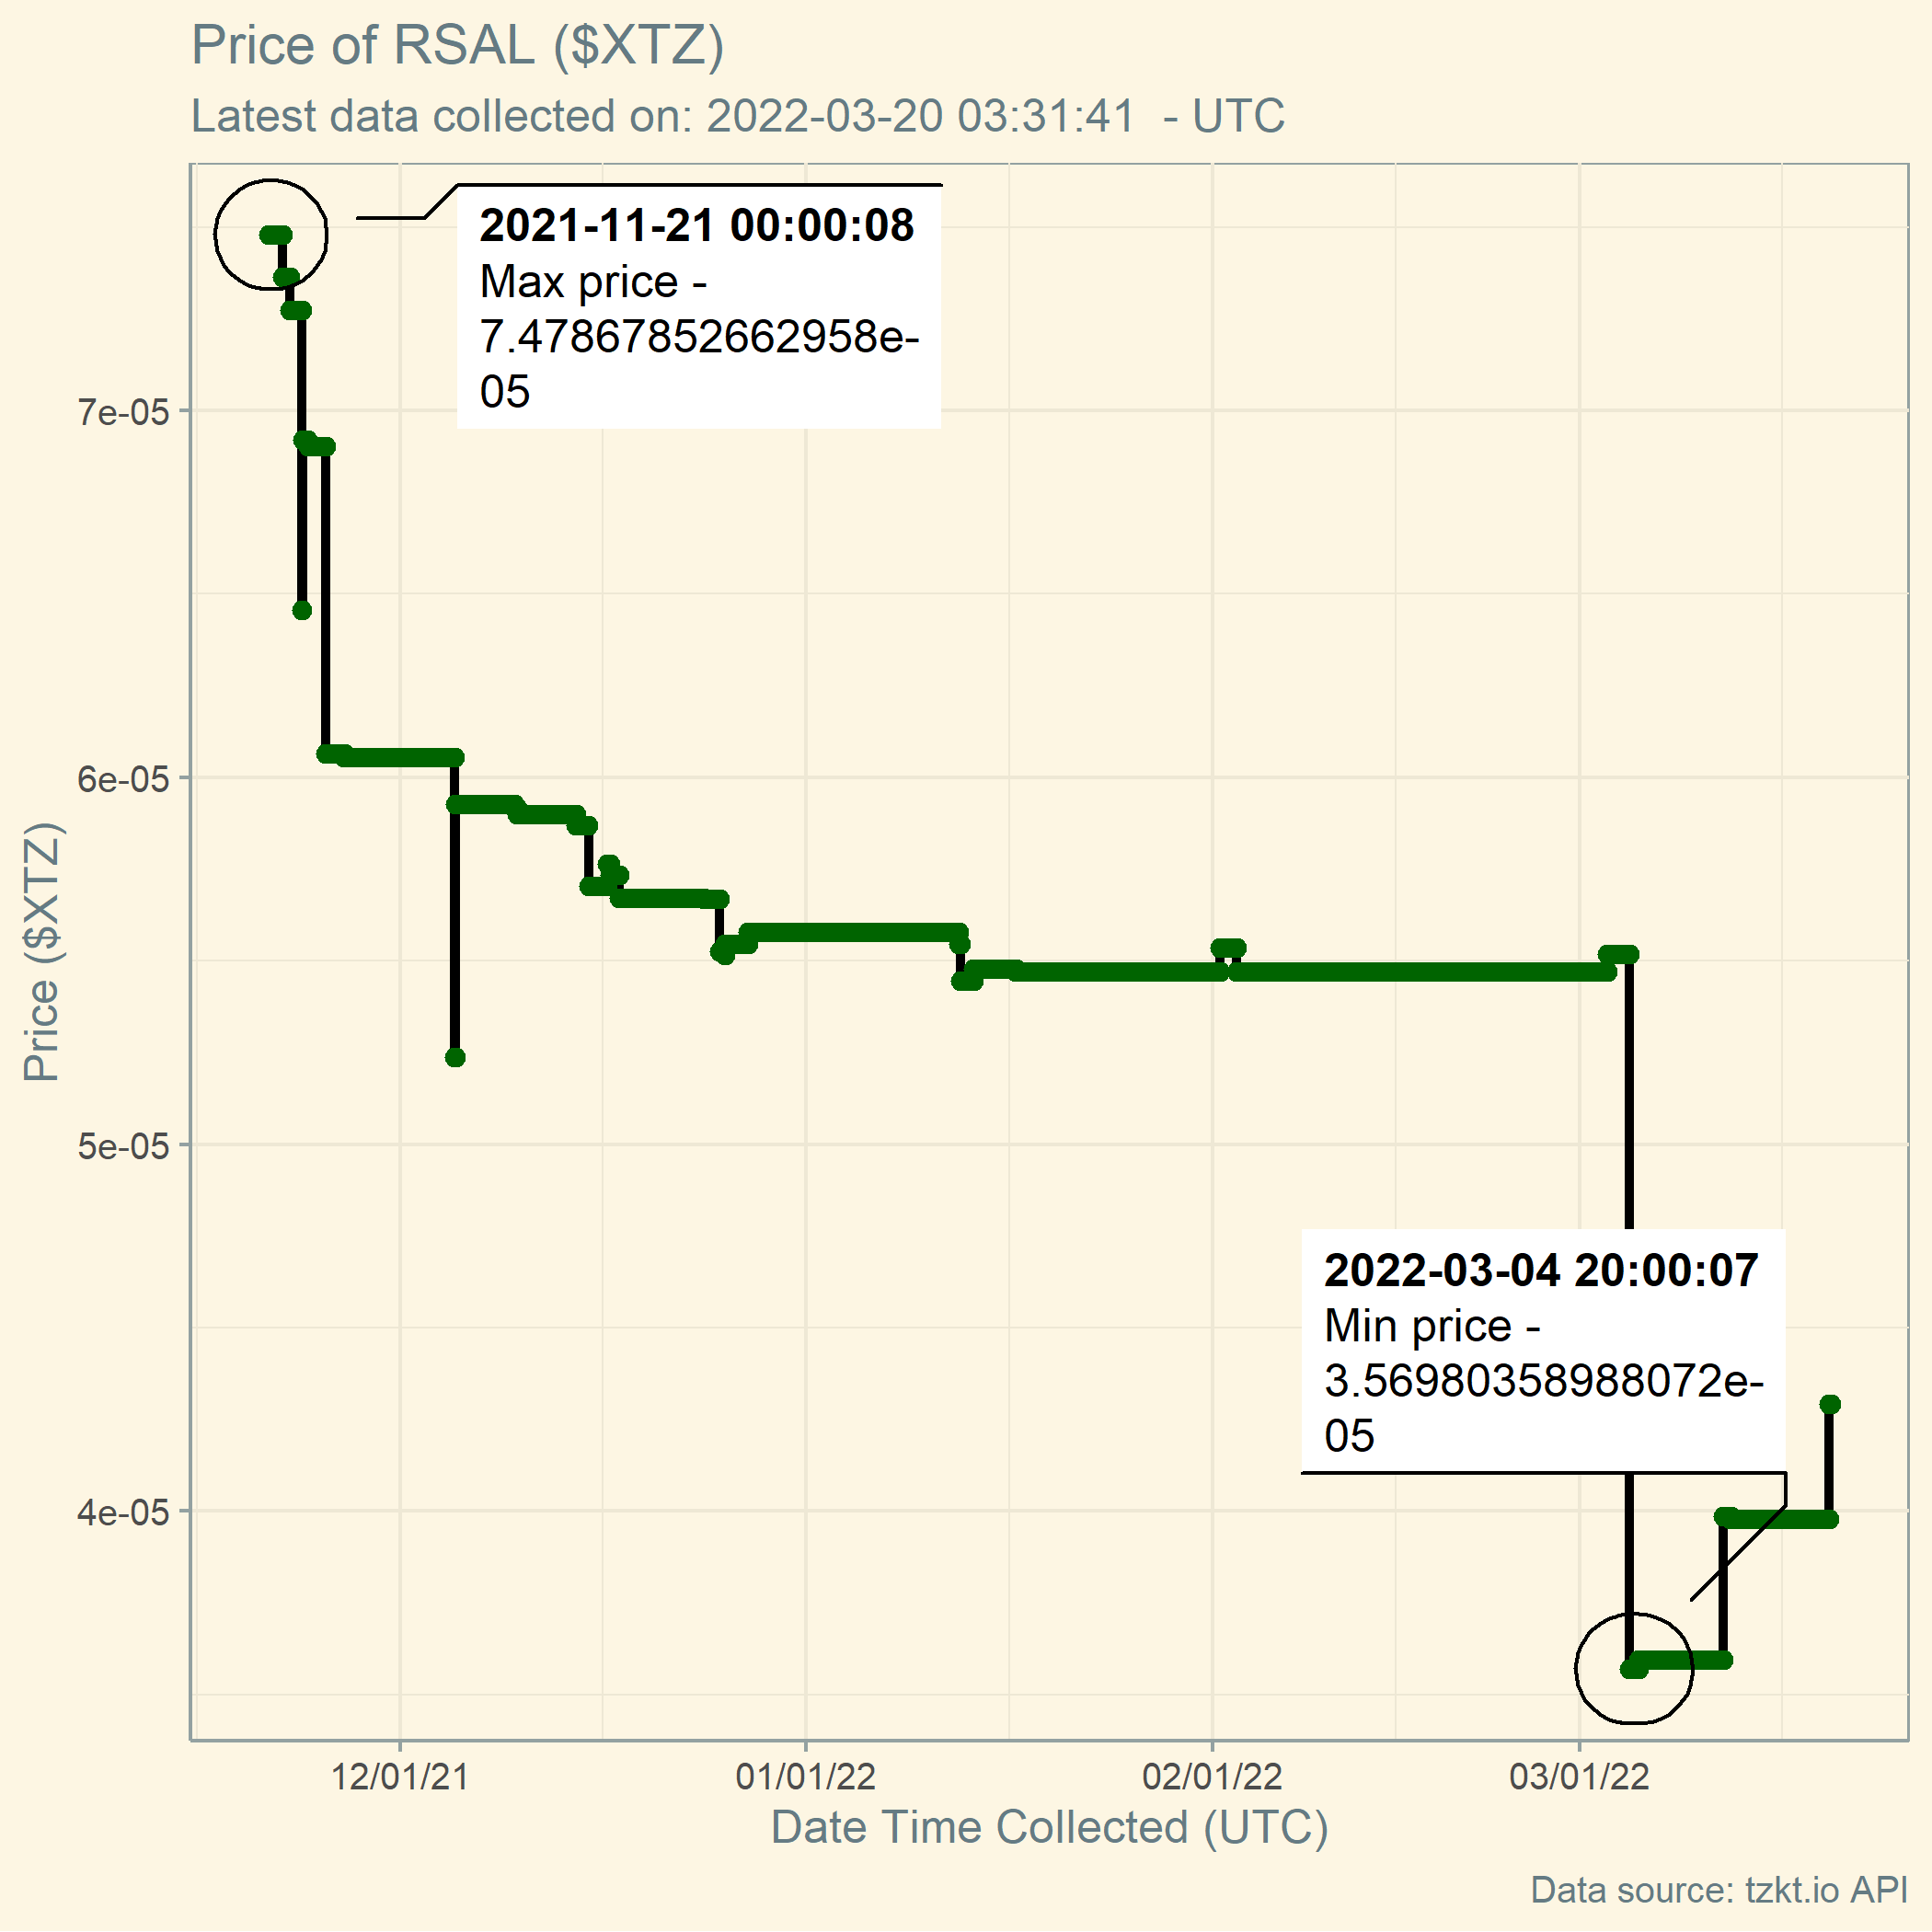 Price of RSAL ($XTZ)
Latest data collected on: 2022-03-20 03:31:41  - UTC
2021-11-21 00:00:08
Max price -
7.47867852662958e-
05
7e-05
6e-05
5e-05
4e-05
Price ($XTZ)
2022-03-04 20:00:07
Min price -
3.56980358988072e-
05
12/01/21
01/01/22
02/01/22
03/01/22
Date Time Collected (UTC)
Data source: tzkt.io API